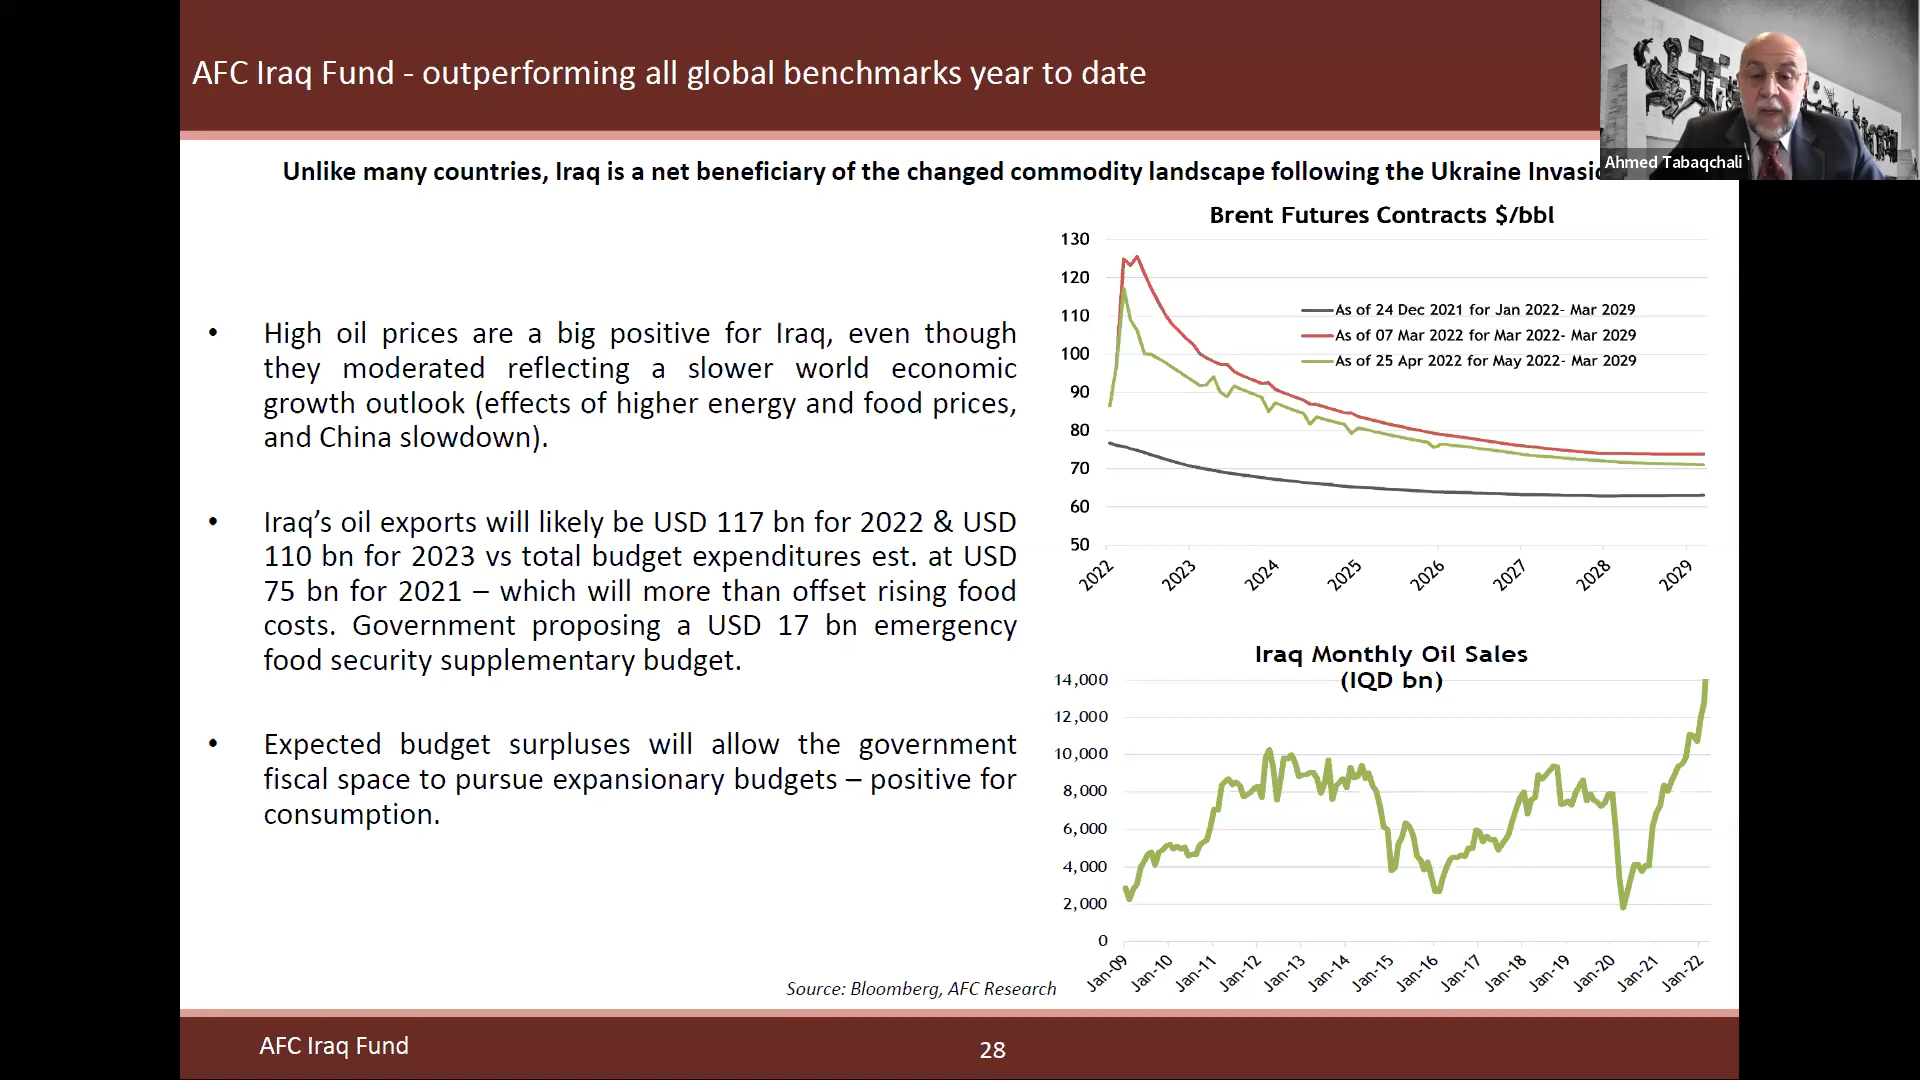 AFC Iraq Fund - outperforming all global benchmarks year to date
Ahmed Tabaqchali
Unlike many countries, Iraq is a net beneficiary of the changed commodity landscape following the Ukraine Invasi
• High oil prices are a big positive for Iraq, even though
they moderated reflecting a slower world economic
growth outlook (effects of higher energy and food prices,
and China slowdown).
• Iraq’s oil exports will likely be USD 117 bn for 2022 & USD
110 bn for 2023 vs total budget expenditures est. at USD
75 bn for 2021 – which will more than offset rising food
costs. Government proposing a USD 17 bn emergency
food security supplementary budget.
• Expected budget surpluses will allow the government
fiscal space to pursue expansionary budgets – positive for
consumption.
Brent Futures Contracts $/bbl
130
120
110
100
90
80
70
60
50
As of 24 Dec 2021 for Jan 2022- Mar 2029
As of 07 Mar 2022 for Mar 2022- Mar 2029
As of 25 Apr 2022 for May 2022- Mar 2029
2022 2023 2024 2025 2026 2027 2028 2029
Iraq Monthly Oil Sales
(IQD bn)
14,000
12,000
10,000
8,000
6,000
4,000
2,000
0
Jan-09 Jan-10 Jan-11 Jan-12 Jan-13 Jan-14 Jan-15 Jan-16 Jan-17 Jan-18 Jan-19 Jan-20 Jan-21 Jan-22
Source: Bloomberg, AFC Research
AFC Iraq Fund
28